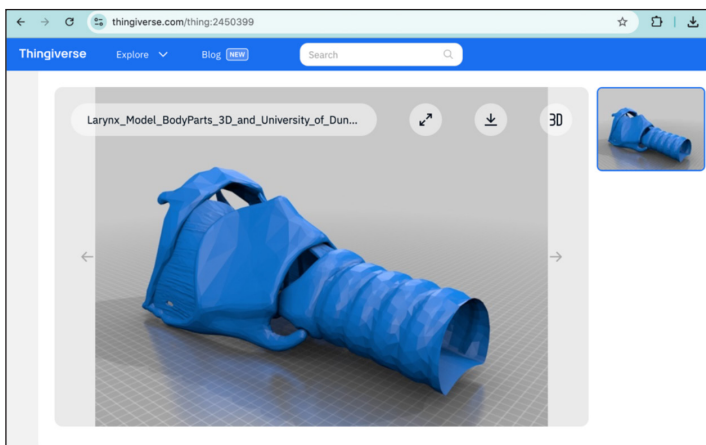 thingiverse.com/thing:2450399
Thingiverse
Explore
Blog NEW
Search
Larynx_Model_BodyParts_3D_and_University_of_Dun...
3D